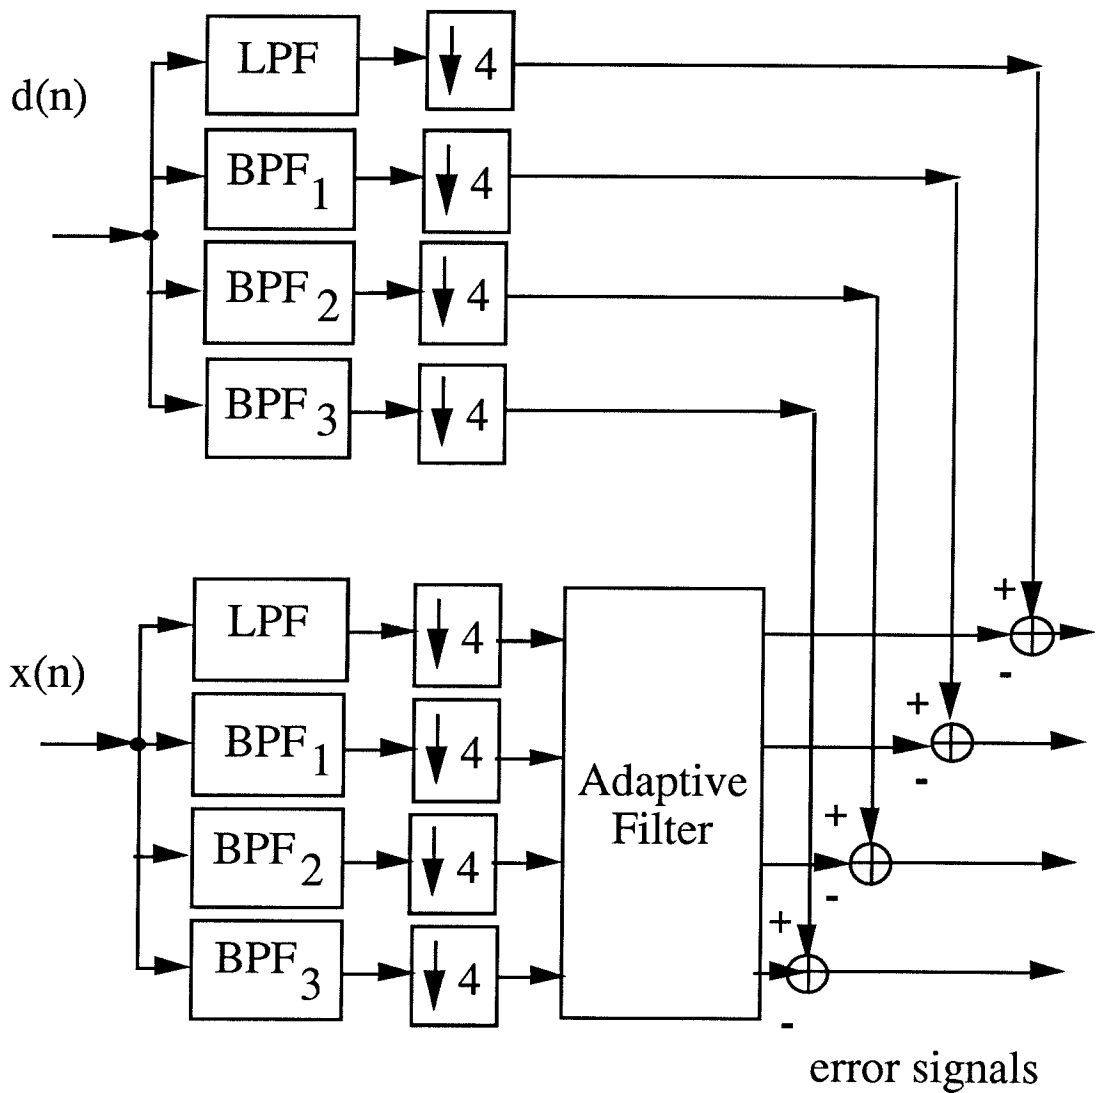 LPF
↓ 4
d(n)
BPF1
↓ 4
BPF2
↓ 4
BPF3
↓ 4
+
LPF
↓ 4
x(n)
-
+
BPF1
↓ 4
-
Adaptive
Filter
+
BPF2
↓ 4
-
+
BPF3
↓ 4
-
error signals